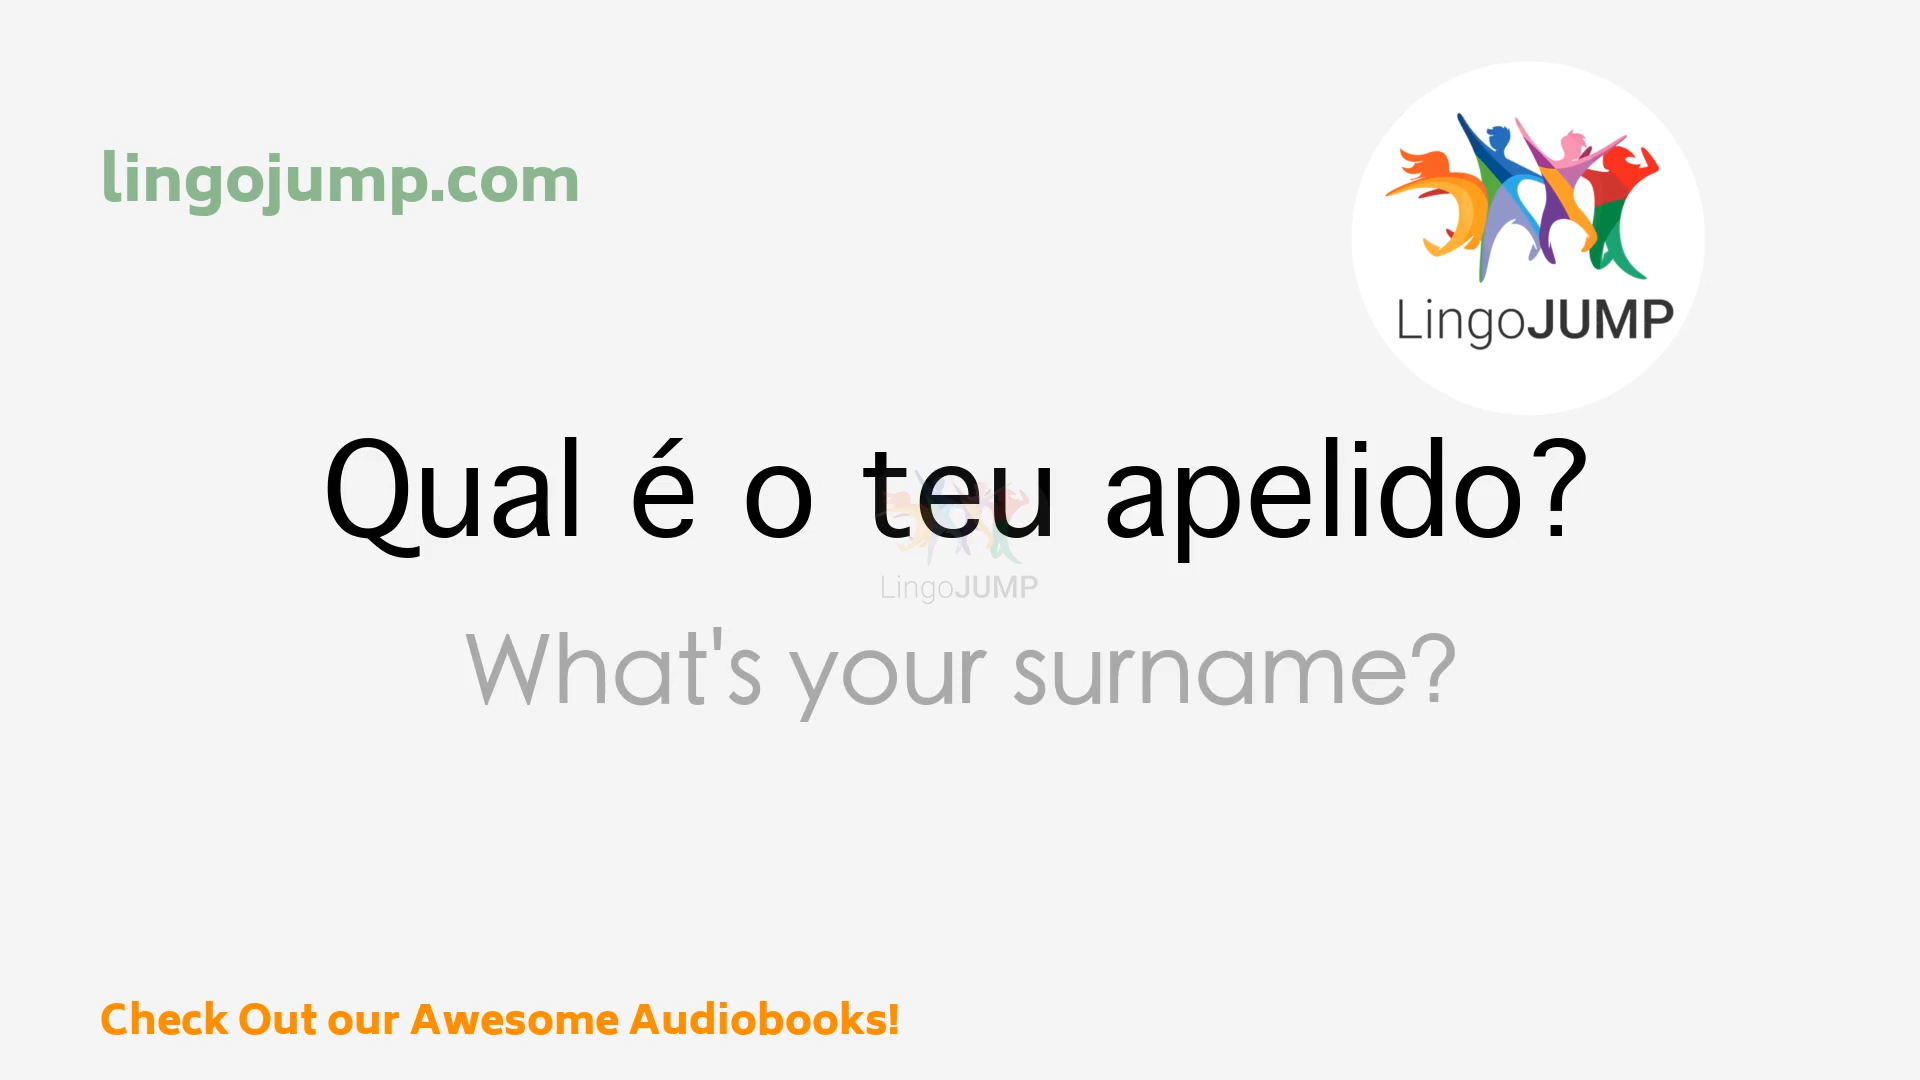 lingojump.com
LingoJUMP
Qual é o teu apelido?
LingoJUMP
What's your surname?
Check Out our Awesome Audiobooks!